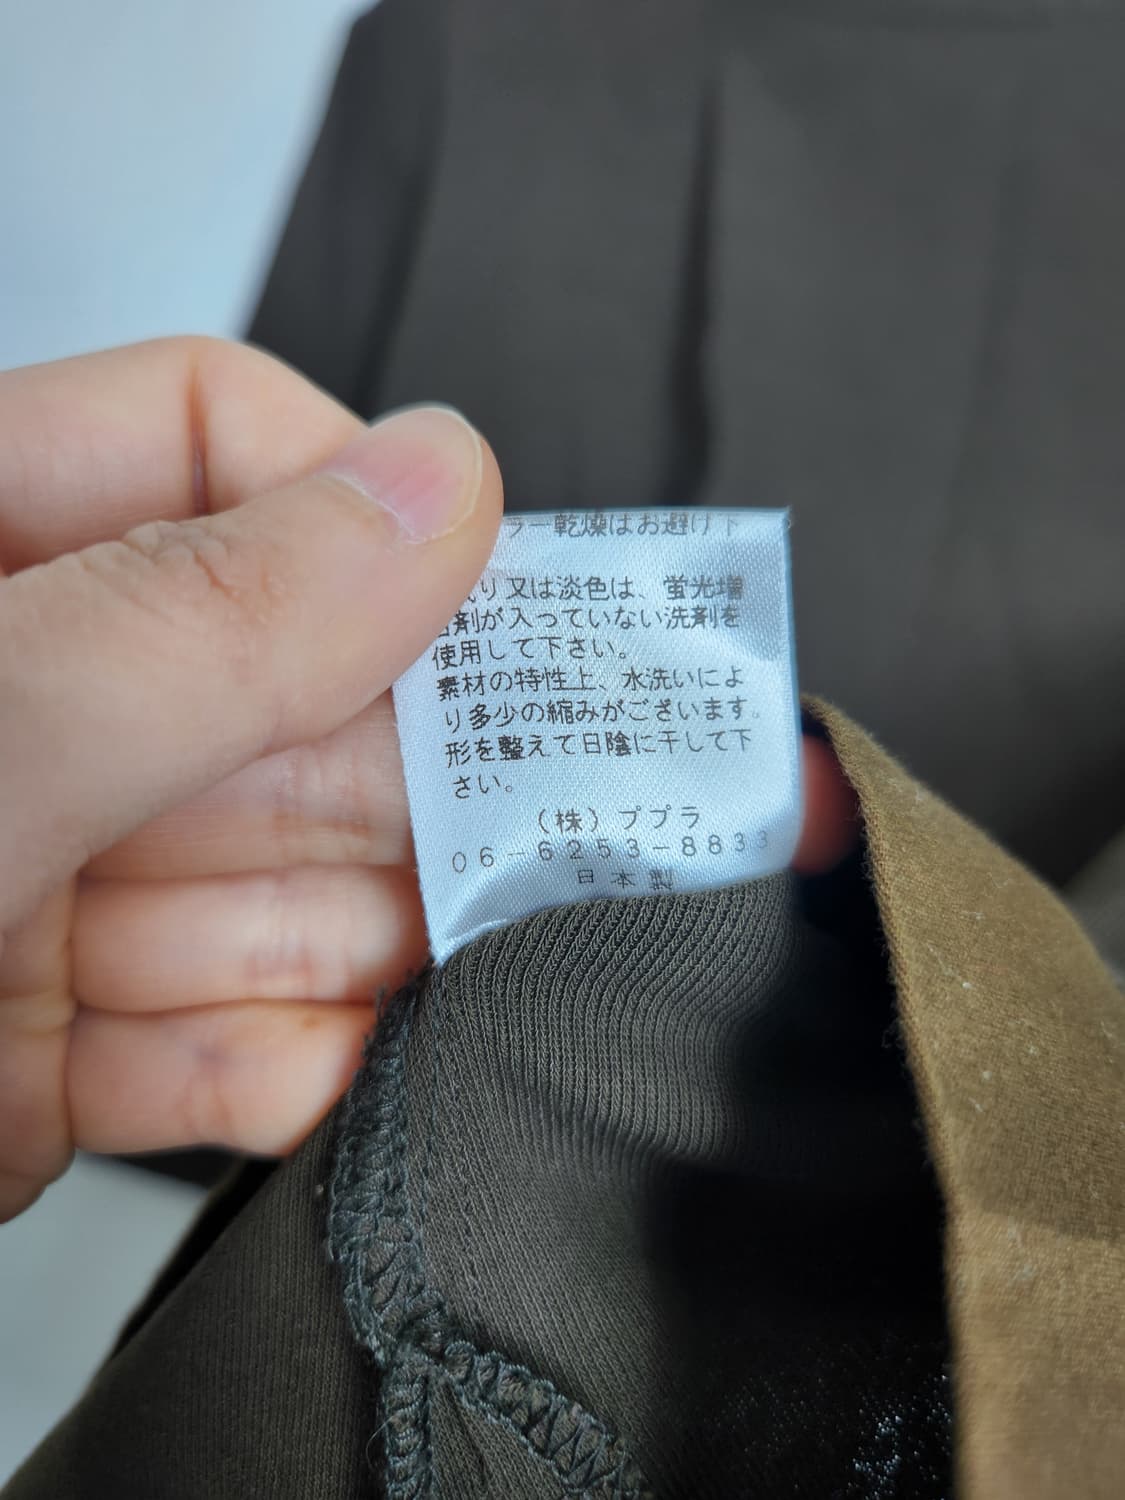 ラー乾燥はお避け下
り又は淡色は、蛍光増
白剤が入っていない洗剤を
使用して下さい。
素材の特性上、水洗いによ
り多少の縮みがございます。
形を整えて日陰に干して下
さい。
（株）ププラ
06-6253-8833
日本製